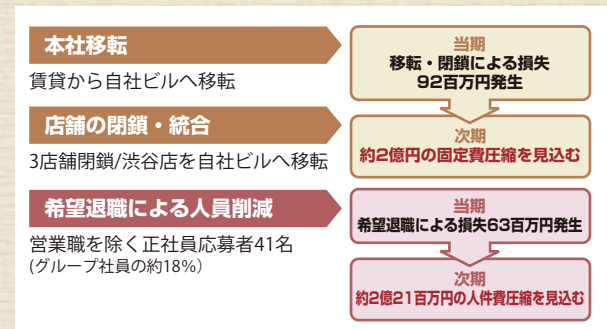 本社移転
賃貸から自社ビルへ移転
当期
移転・閉鎖による損失
92百万円発生
店舗の閉鎖・統合
3店舗閉鎖/渋谷店を自社ビルへ移転
次期
約2億円の固定費圧縮を見込む
希望退職による人員削減
営業職を除く正社員応募者41名
(グループ社員の約18%)
当期
希望退職による損失63百万円発生
次期
約2億21百万円の人件費圧縮を見込む